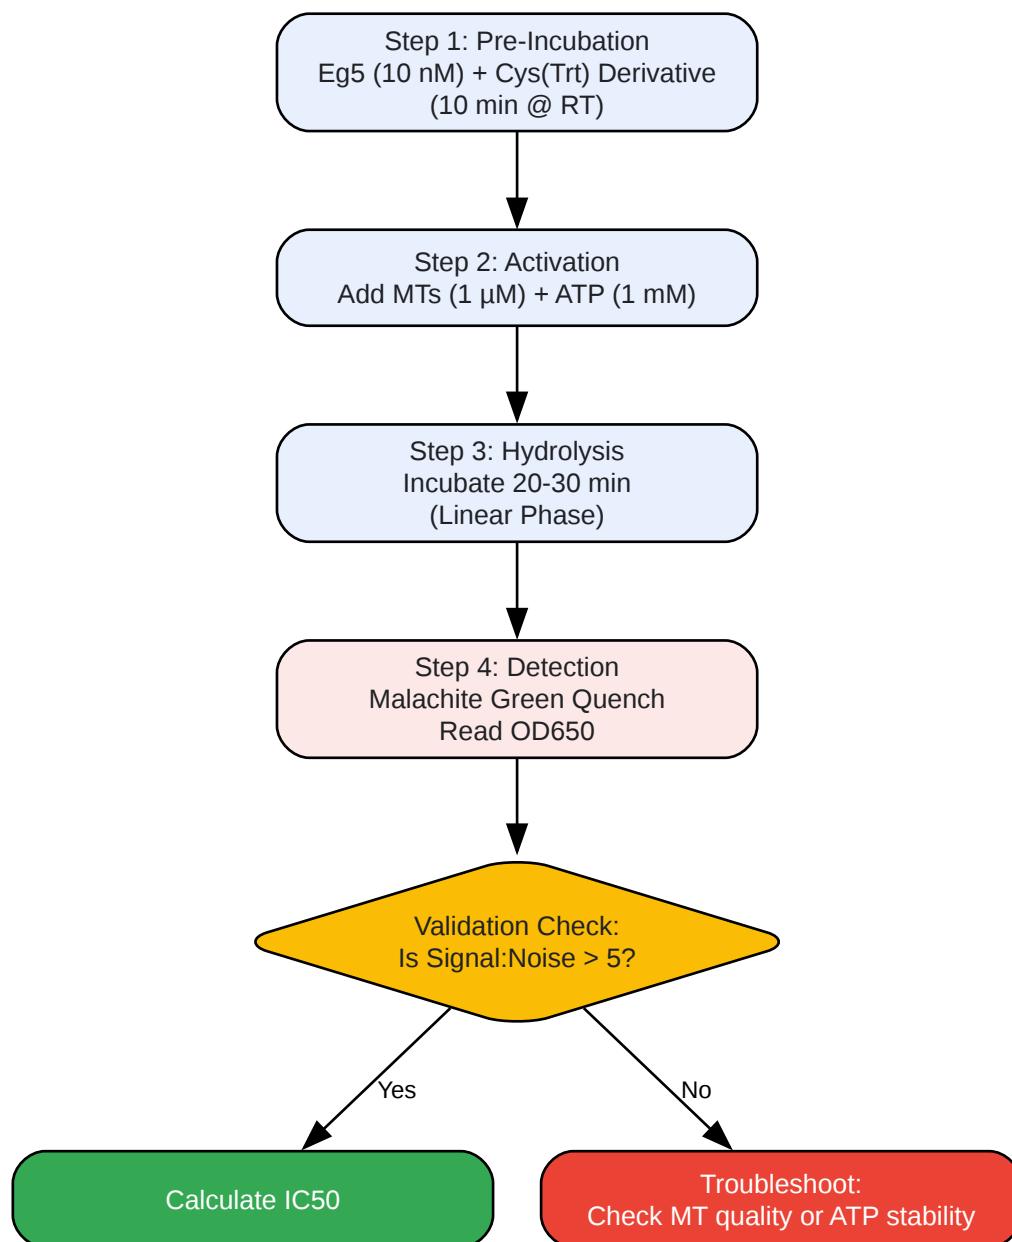 Step 1: Pre-Incubation
Eg5 (10 nM) + Cys(Trt) Derivative
(10 min @ RT)
Step 2: Activation
Add MTs (1 µM) + ATP (1 mM)
Step 3: Hydrolysis
Incubate 20-30 min
(Linear Phase)
Step 4: Detection
Malachite Green Quench
Read OD650
Validation Check:
Is Signal:Noise > 5?
Yes
No
Calculate IC50
Troubleshoot:
Check MT quality or ATP stability